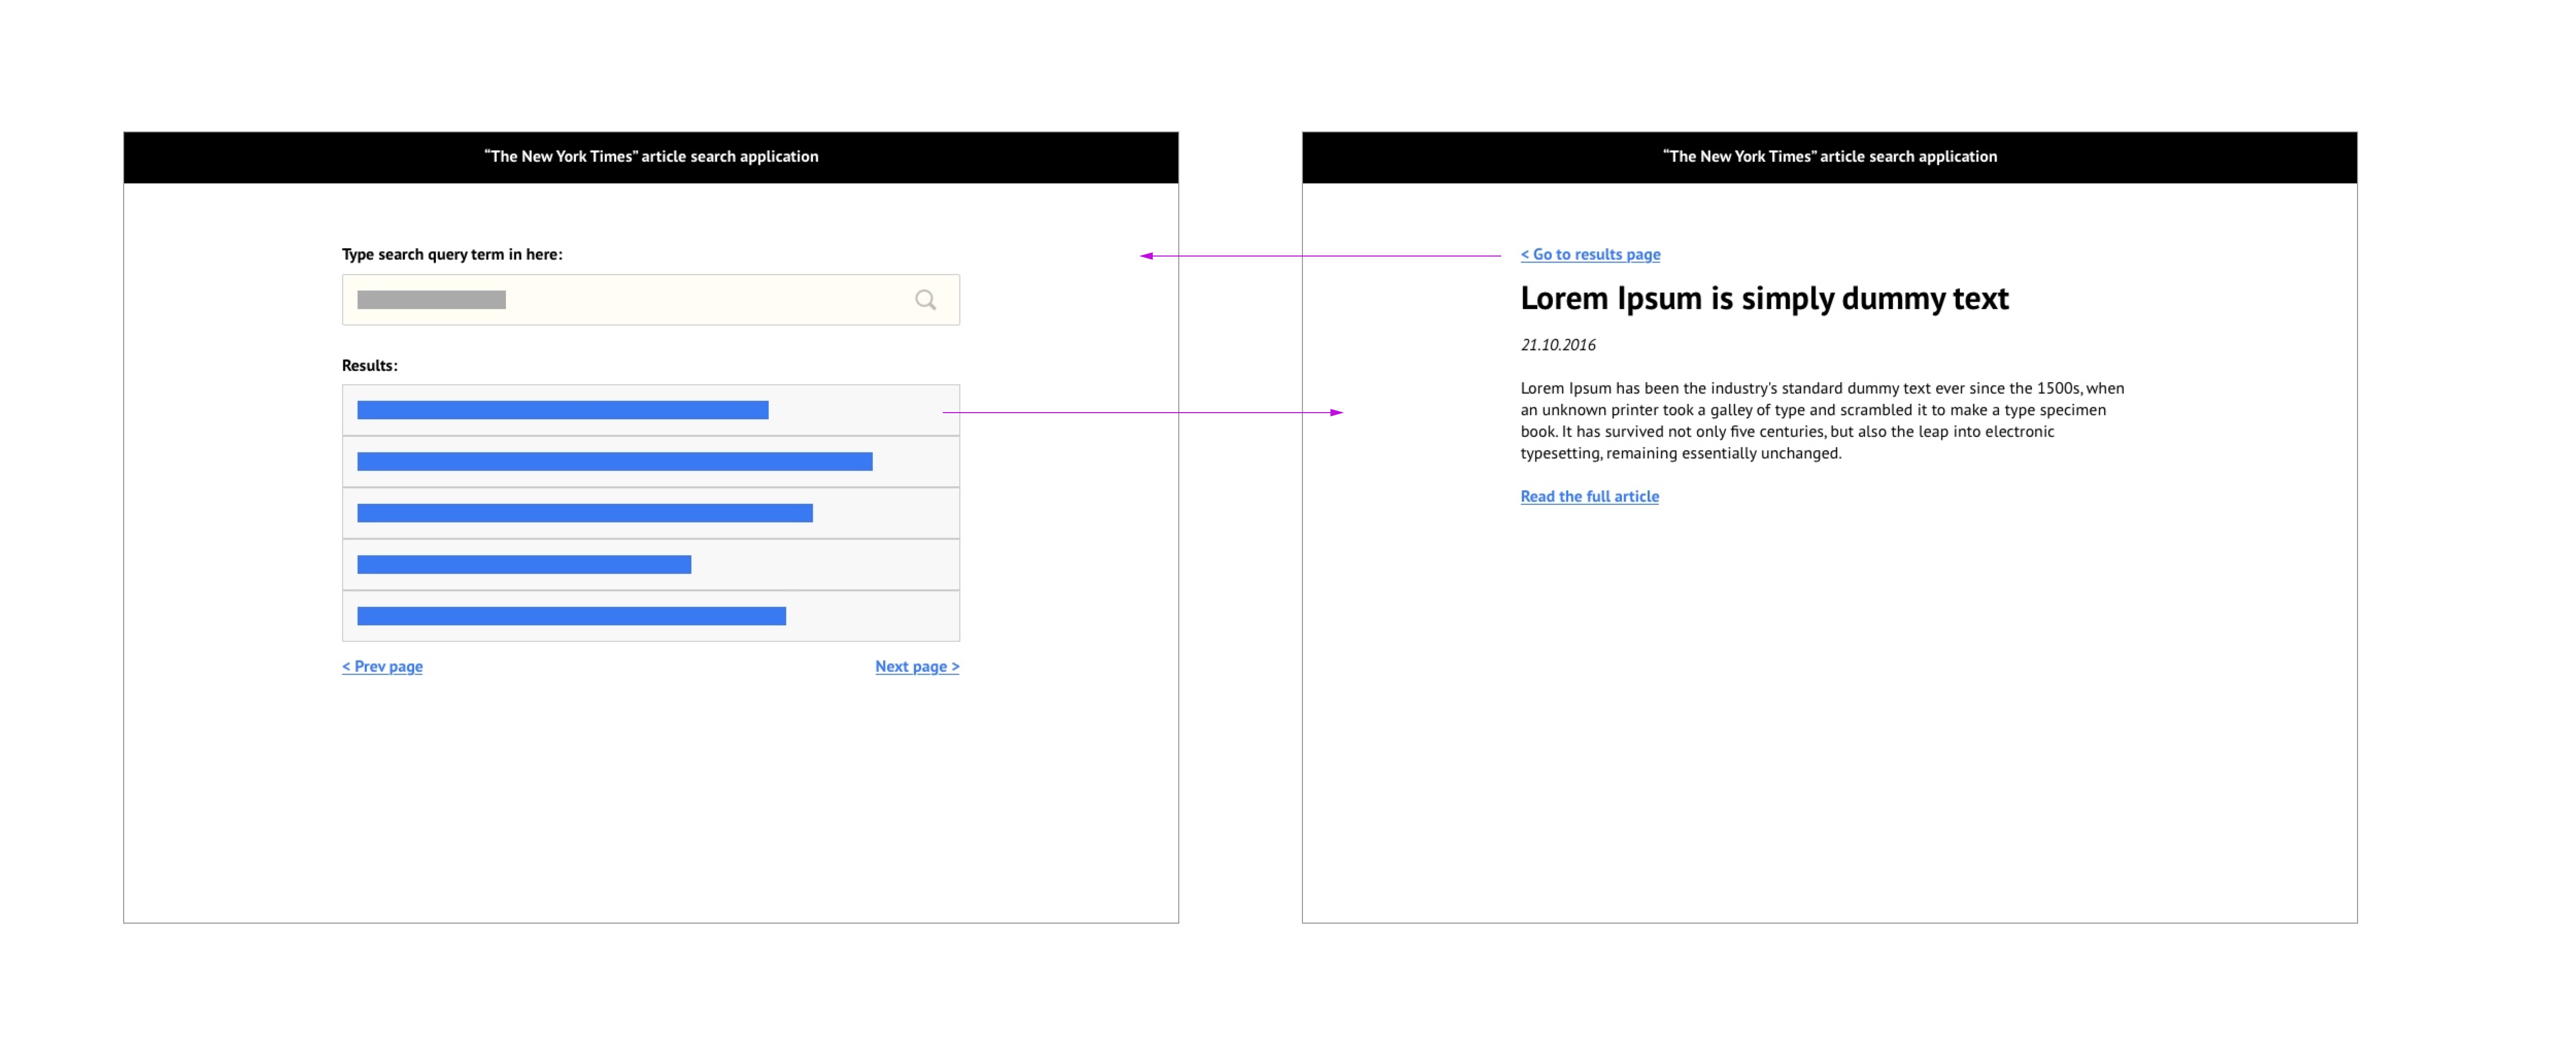 “The New York Times” article search application
Type search query term in here:
Results:
< Prev page
Next page >
“The New York Times” article search application
< Go to results page
Lorem Ipsum is simply dummy text
21.10.2016
Lorem Ipsum has been the industry's standard dummy text ever since the 1500s, when
an unknown printer took a galley of type and scrambled it to make a type specimen
book. It has survived not only five centuries, but also the leap into electronic
typesetting, remaining essentially unchanged.
Read the full article